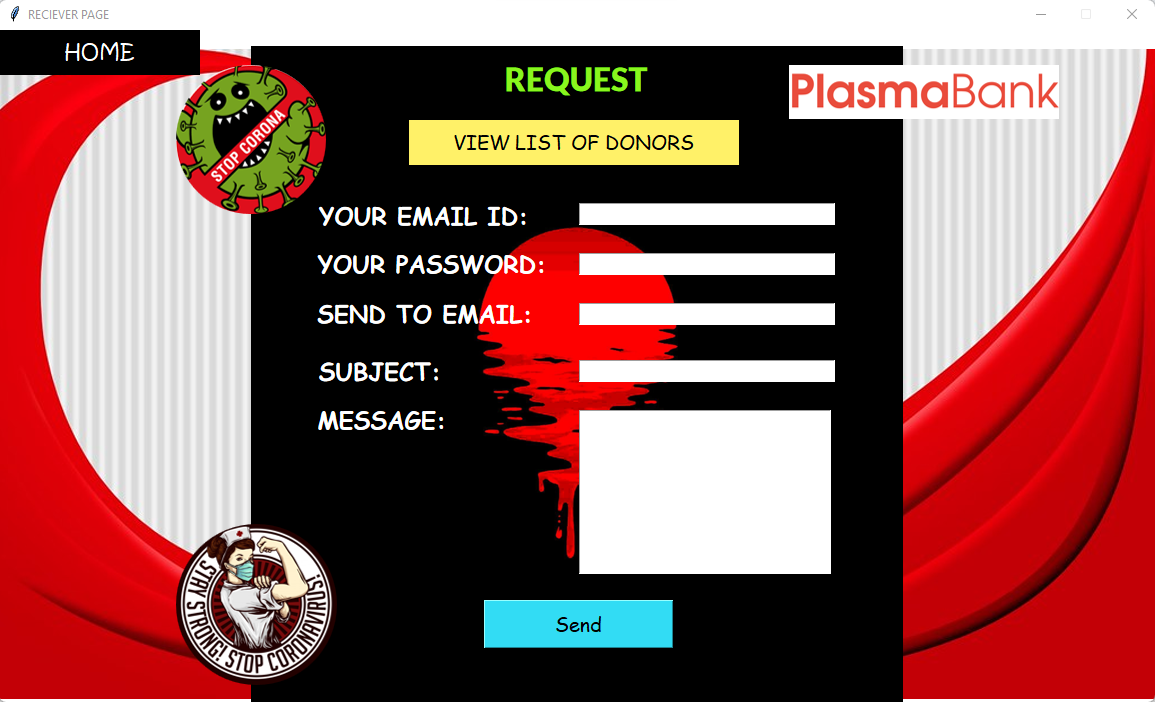 RECIEVER PAGE
HOME
REQUEST
PlasmaBank
STOP CORONA
VIEW LIST OF DONORS
YOUR EMAIL ID:
YOUR PASSWORD:
SEND TO EMAIL:
SUBJECT:
MESSAGE:
STAY STRONG! STOP CORONAVIRUS!
Send